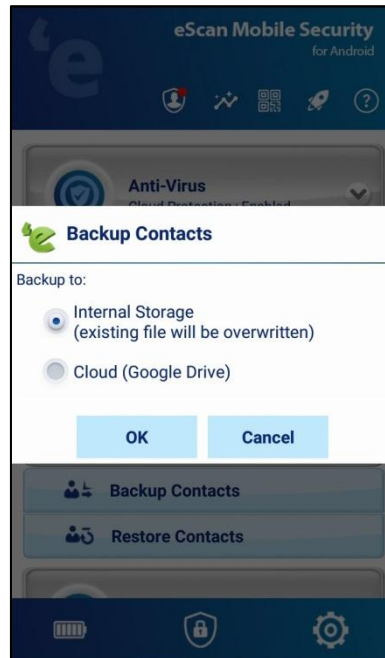 eScan Mobile Security
for Android
Anti-Virus
Cloud Protection : Enabled
Backup Contacts
Backup to:
Internal Storage
(existing file will be overwritten)
Cloud (Google Drive)
OK
Cancel
Backup Contacts
Restore Contacts